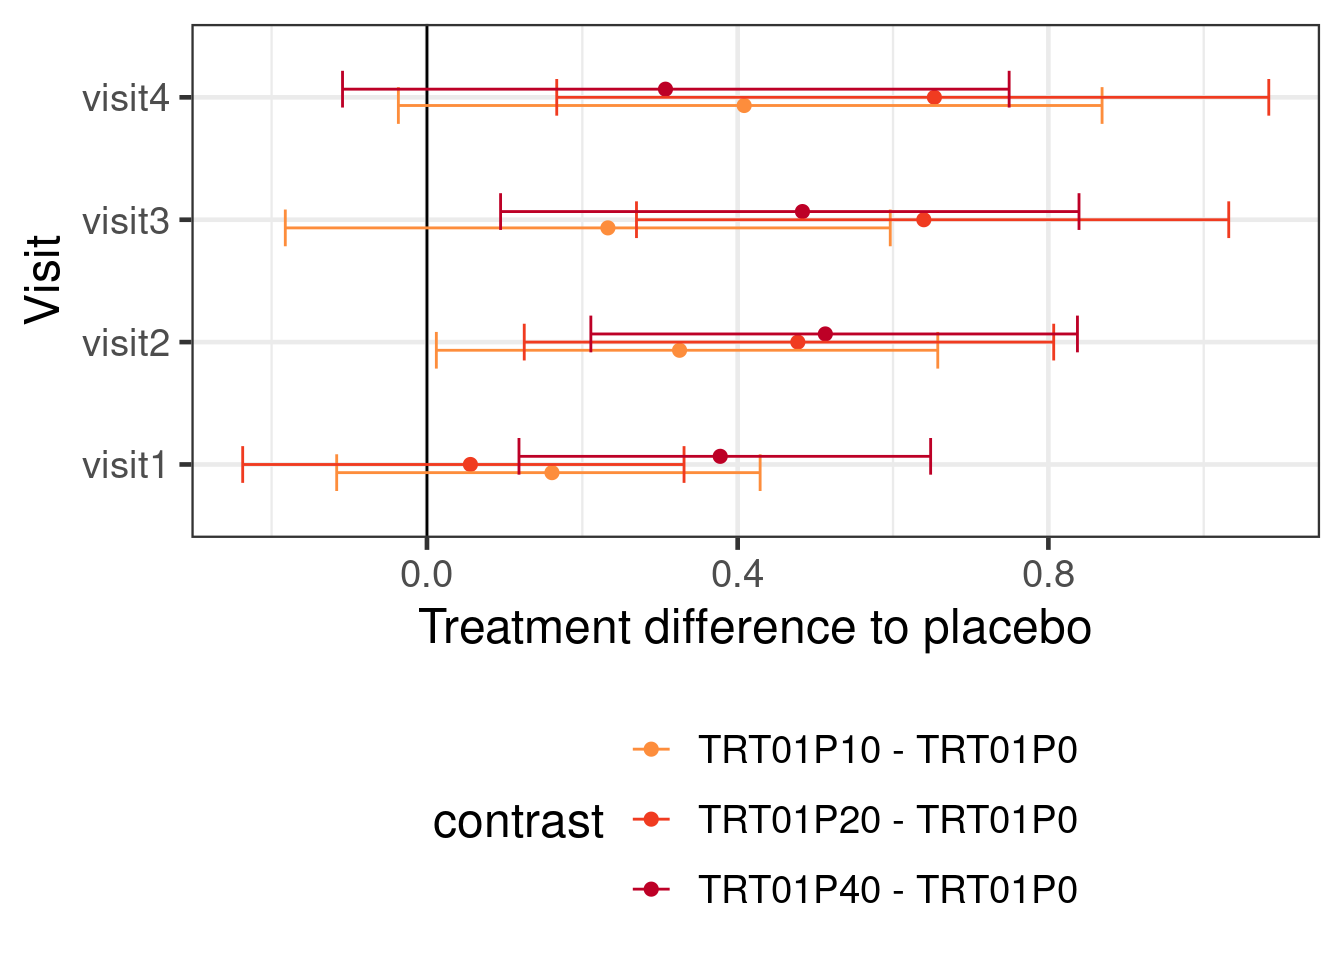 visit4
visit3
visit2
visit1
Visit
0.0 0.4 0.8
Treatment difference to placebo
contrast
TRT01P10 - TRT01P0
TRT01P20 - TRT01P0
TRT01P40 - TRT01P0